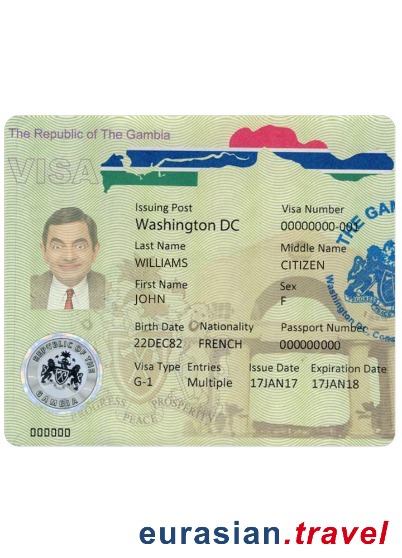 The Republic of The Gambia
VISA
Issuing Post Visa Number
Washington DC 00000000-001
THE GAM
Last Name Middle Name
WILLIAMS CITIZEN
First Name Sex
JOHN F
Washington DC, Cons
Birth Date Nationality Passport Number
22DEC82 FRENCH 000000000
Visa Type Entries Issue Date Expiration Date
G-1 Multiple 17JAN17 17JAN18
REPUBLIC OF THE GAMBIA
PROGRESS PEACE PROSPERITY
000000
eurasian.travel